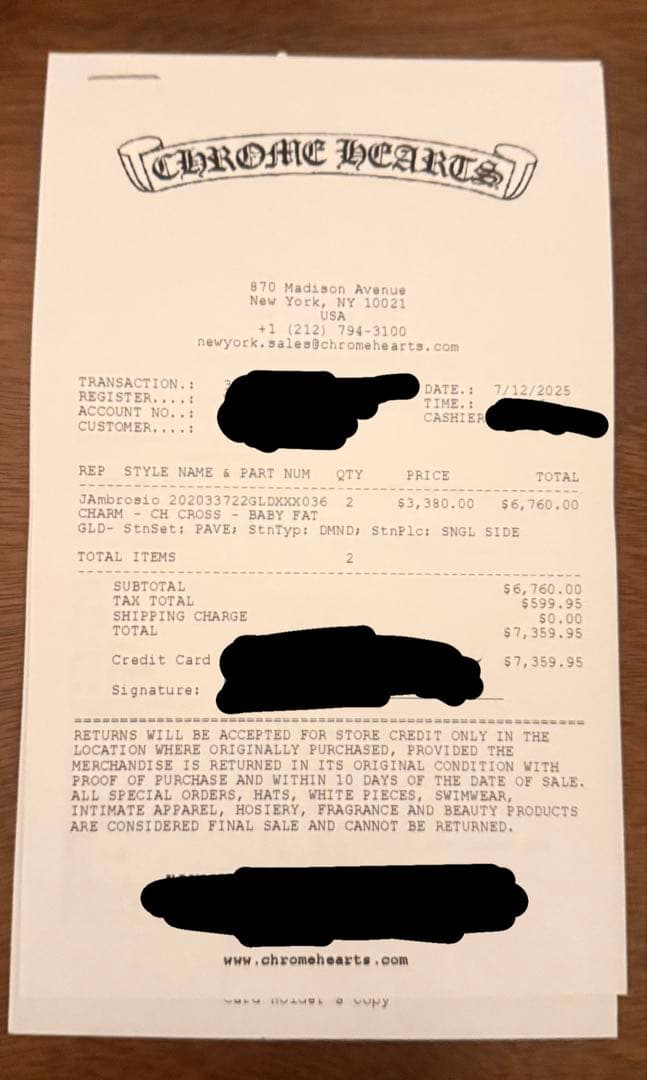 CHROME HEARTS
870 Madison Avenue
New York, NY 10021
USA
+1 (212) 794-3100
newyork.sales@chromehearts.com
TRANSACTION.: DATE.: 7/12/2025
REGISTER....: TIME.:
ACCOUNT NO..: CASHIER
CUSTOMER....:
REP STYLE NAME & PART NUM QTY PRICE TOTAL
JAmbrosio 202033722GLDXXX036 2 $3,380.00 $6,760.00
CHARM - CH CROSS - BABY FAT
GLD- StnSet: PAVE; StnTyp: DMND; StnPlc: SNGL SIDE
TOTAL ITEMS 2
SUBTOTAL $6,760.00
TAX TOTAL $599.95
SHIPPING CHARGE $0.00
TOTAL $7,359.95
Credit Card $7,359.95
Signature:
RETURNS WILL BE ACCEPTED FOR STORE CREDIT ONLY IN THE
LOCATION WHERE ORIGINALLY PURCHASED, PROVIDED THE
MERCHANDISE IS RETURNED IN ITS ORIGINAL CONDITION WITH
PROOF OF PURCHASE AND WITHIN 10 DAYS OF THE DATE OF SALE.
ALL SPECIAL ORDERS, HATS, WHITE PIECES, SWIMWEAR,
INTIMATE APPAREL, HOSIERY, FRAGRANCE AND BEAUTY PRODUCTS
ARE CONSIDERED FINAL SALE AND CANNOT BE RETURNED.
www.chromehearts.com
Card Holder's Copy